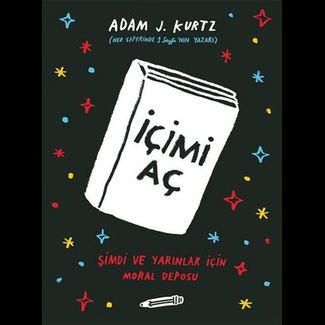 ADAM J. KURTZ
(HER SEFERİNDE 1 Sayfa'NIN YAZARI)
İÇİMİ
AÇ
ŞİMDİ VE YARINLAR İÇİN
MORAL DEPOSU